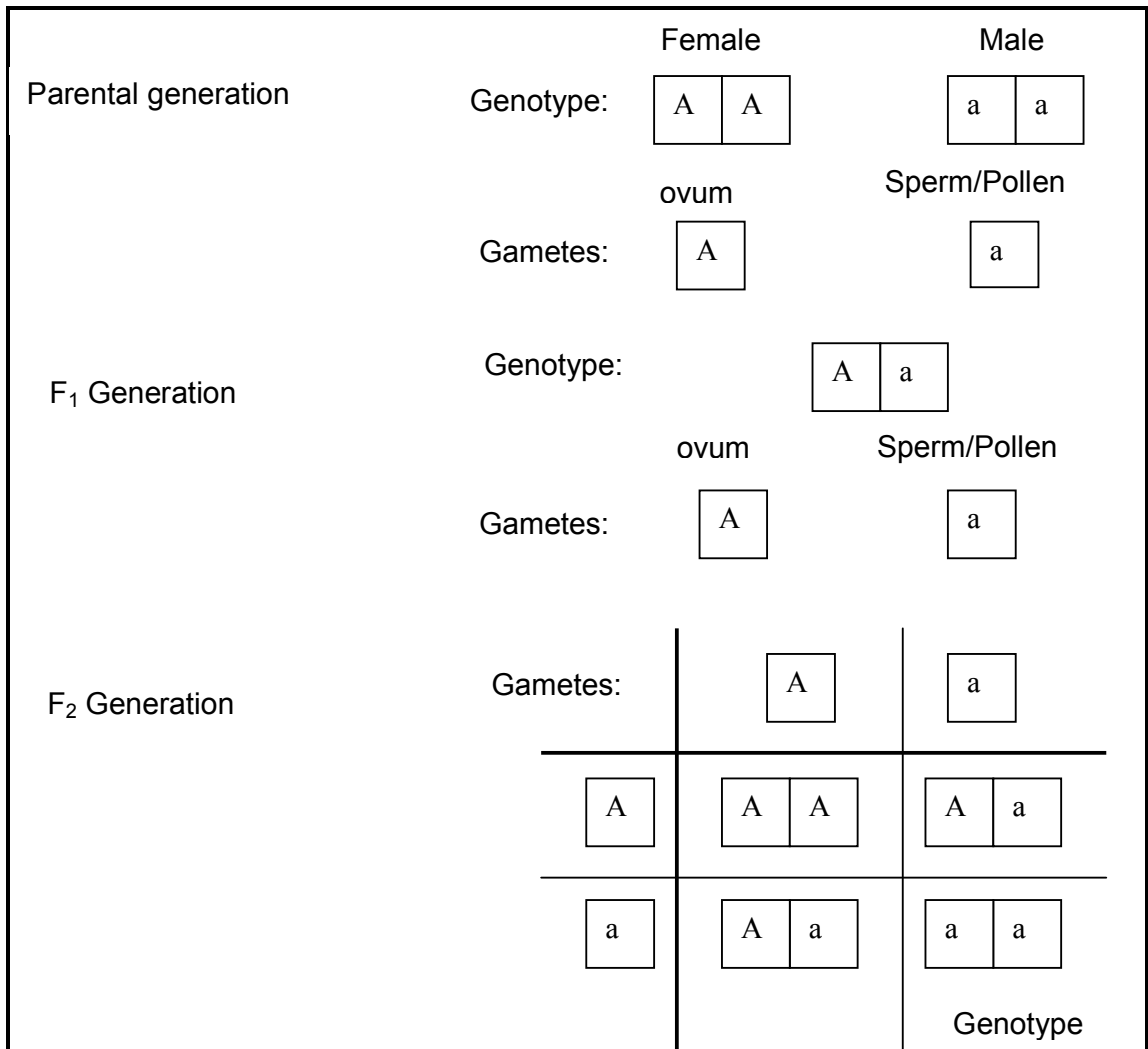 Female Male
Parental generation Genotype: A A a a
ovum Sperm/Pollen
Gametes: A a
Genotype: A a
F₁ Generation
ovum Sperm/Pollen
Gametes: A a
F₂ Generation Gametes: A a
A A A A a
a A a a a
Genotype